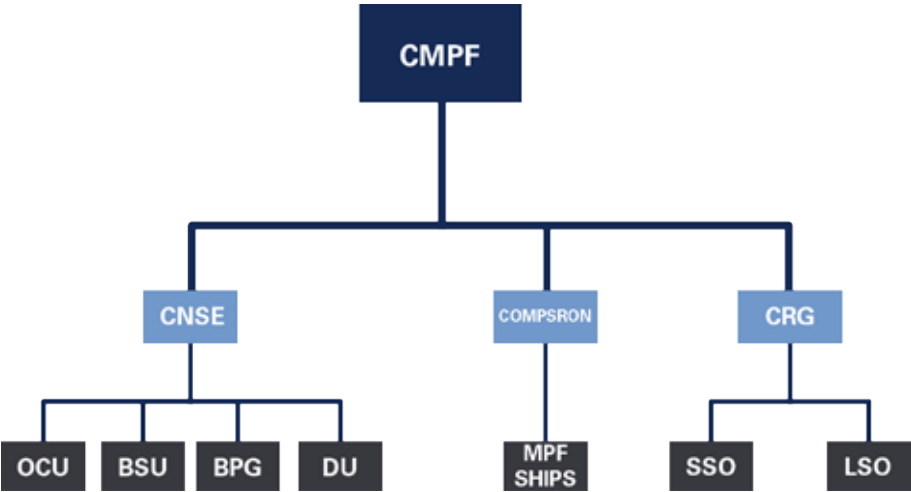 CMPF
CNSE
COMPSRON
CRG
OCU
BSU
BPG
DU
MPF
SHIPS
SSO
LSO